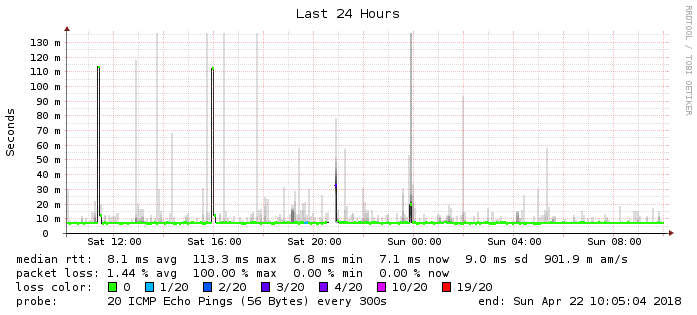 Last 24 Hours
RRDTOOL / TOBI OETIKER
Seconds
130 m
120 m
110 m
100 m
90 m
80 m
70 m
60 m
50 m
40 m
30 m
20 m
10 m
0
Sat 12:00 Sat 16:00 Sat 20:00 Sun 00:00 Sun 04:00 Sun 08:00
median rtt: 8.1 ms avg 113.3 ms max 6.8 ms min 7.1 ms now 9.0 ms sd 901.9 m am/s
packet loss: 1.44 % avg 100.00 % max 0.00 % min 0.00 % now
loss color: 0 1/20 2/20 3/20 4/20 10/20 19/20
probe: 20 ICMP Echo Pings (56 Bytes) every 300s end: Sun Apr 22 10:05:04 2018